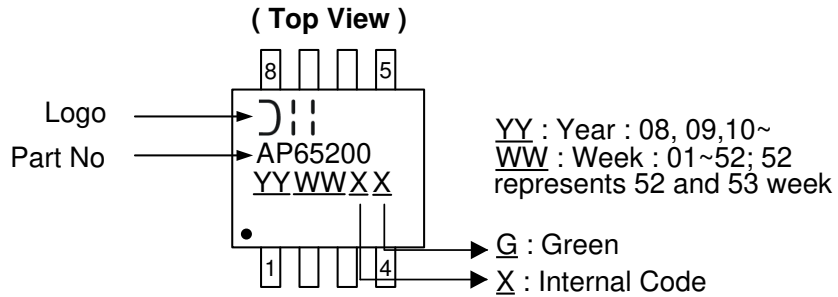 ( Top View )
8 5
Logo
Part No
AP65200
YYWWXX
1 4
YY : Year : 08, 09,10~
WW : Week : 01~52; 52
represents 52 and 53 week
G : Green
X : Internal Code